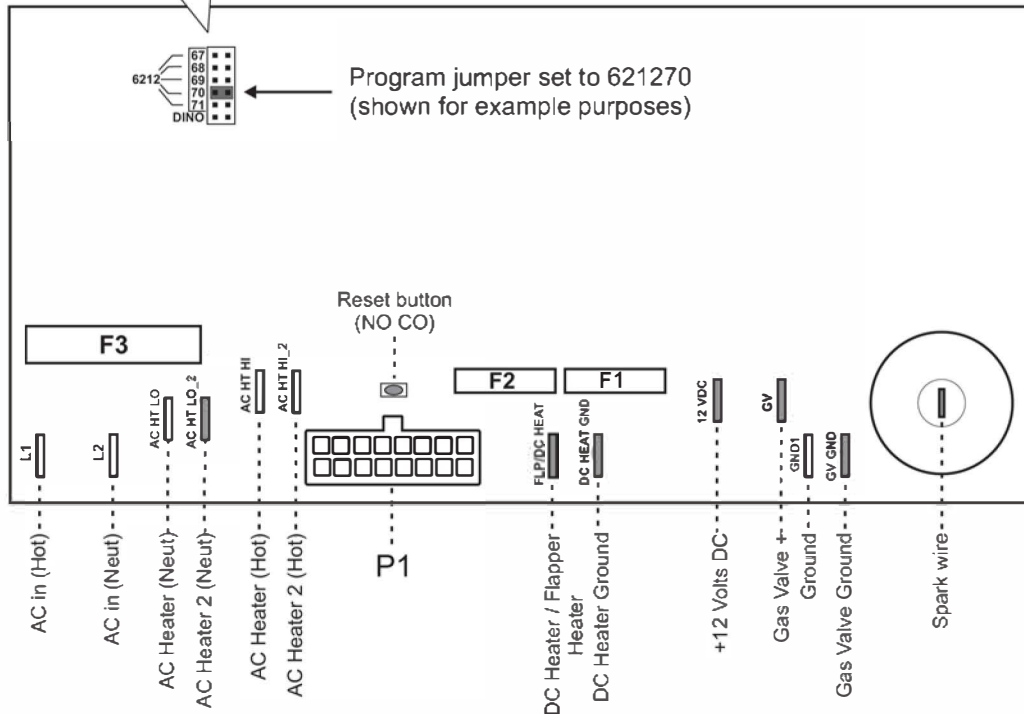 67
68
6212 69
70
71
DINO
Program jumper set to 621270
(shown for example purposes)
Reset button
(NO CO)
F3
F2
F1
L1
L2
AC HT LO
AC HT LO_2
AC HT HI
AC HT HI_2
FLP/DC HEAT
DC HEAT GND
12 VDC
GV
GND1
GV GND
P1
AC in (Hot)
AC in (Neut)
AC Heater (Neut)
AC Heater 2 (Neut)
AC Heater (Hot)
AC Heater 2 (Hot)
DC Heater / Flapper
Heater
DC Heater Ground
+12 Volts DC
Gas Valve +
Ground
Gas Valve Ground
Spark wire